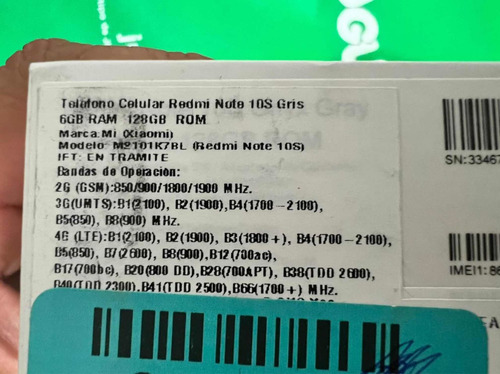 Teléfono Celular Redmi Note 10S Gris
6GB RAM 128GB ROM
Marca:Mi (Xiaomi)
Modelo: M2101K7BL (Redmi Note 10S)
IFT: EN TRAMITE
Bandas de Operación:
2G (GSM):850/900/1800/1900 MHz.
3G(UMTS):B1(2100), B2(1900),B4(1700-2100),
B5(850), B8(900) MHz.
4G (LTE):B1(2100), B2(1900), B3(1800+), B4(1700-2100),
B5(850), B7(2600), B8(900),B12(700ac),
B17(700bc), B20(800 DD),B28(700APT), B38(TDD 2600),
B40(TDD 2300),B41(TDD 2500),B66(1700+) MHz.
Gray
ROM
SN:33467
IMEI1:86